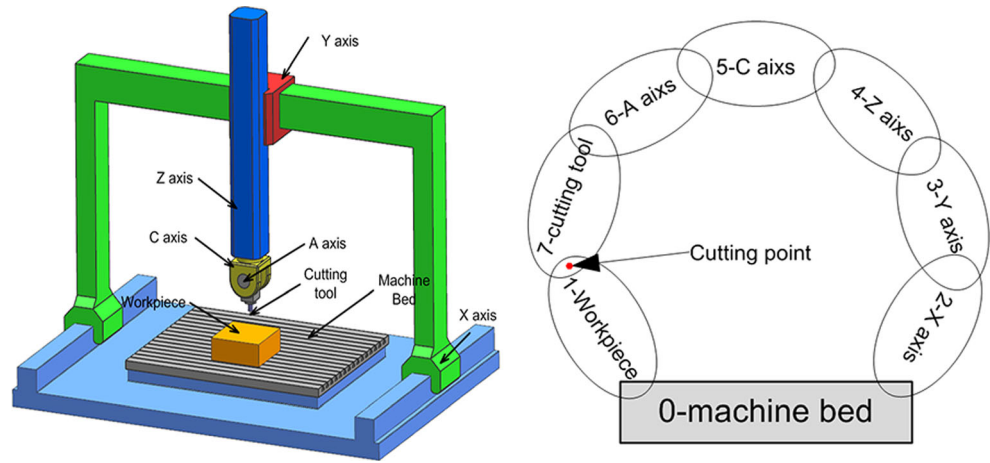 Y axis
Z axis
C axis
A axis
Cutting
tool
Machine
Bed
Workpiece
X axis
5-C aixs
6-A aixs
4-Z aixs
7-cutting tool
3-Y axis
Cutting point
1-Workpiece
2-X axis
0-machine bed